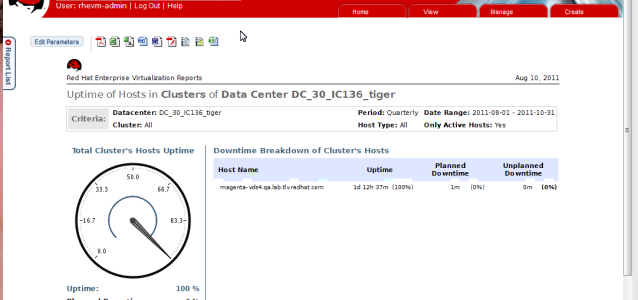 User: rhevm-admin | Log Out | Help
Home View Manage Create
Edit Parameters
Report List
Red Hat Enterprise Virtualization Reports Aug 10, 2011
Uptime of Hosts in Clusters of Data Center DC_30_IC136_tiger
Criteria:
Datacenter: DC_30_IC136_tiger Period: Quarterly Date Range: 2011-08-01 - 2011-10-31
Cluster: All Host Type: All Only Active Hosts: Yes
Total Cluster's Hosts Uptime
50.0
33.3 66.7
16.7 83.3
0.0
Uptime: 100 %
Downtime Breakdown of Cluster's Hosts
Host Name Uptime Planned Downtime Unplanned Downtime
magenta-vds4.qa.lab.tlv.redhat.com 1d 12h 37m (100%) 1m (0%) 0m (0%)